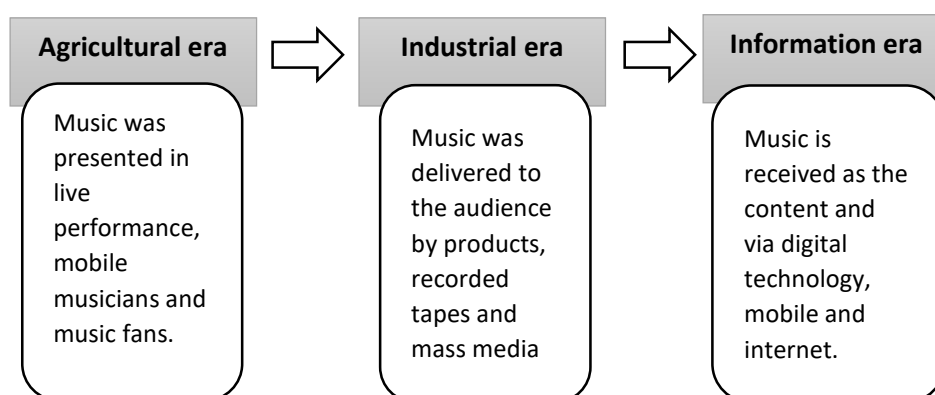 Agricultural era
Music was
presented in
live
performance,
mobile
musicians and
music fans.
Industrial era
Music was
delivered to
the audience
by products,
recorded
tapes and
mass media
Information era
Music is
received as the
content and
via digital
technology,
mobile and
internet.